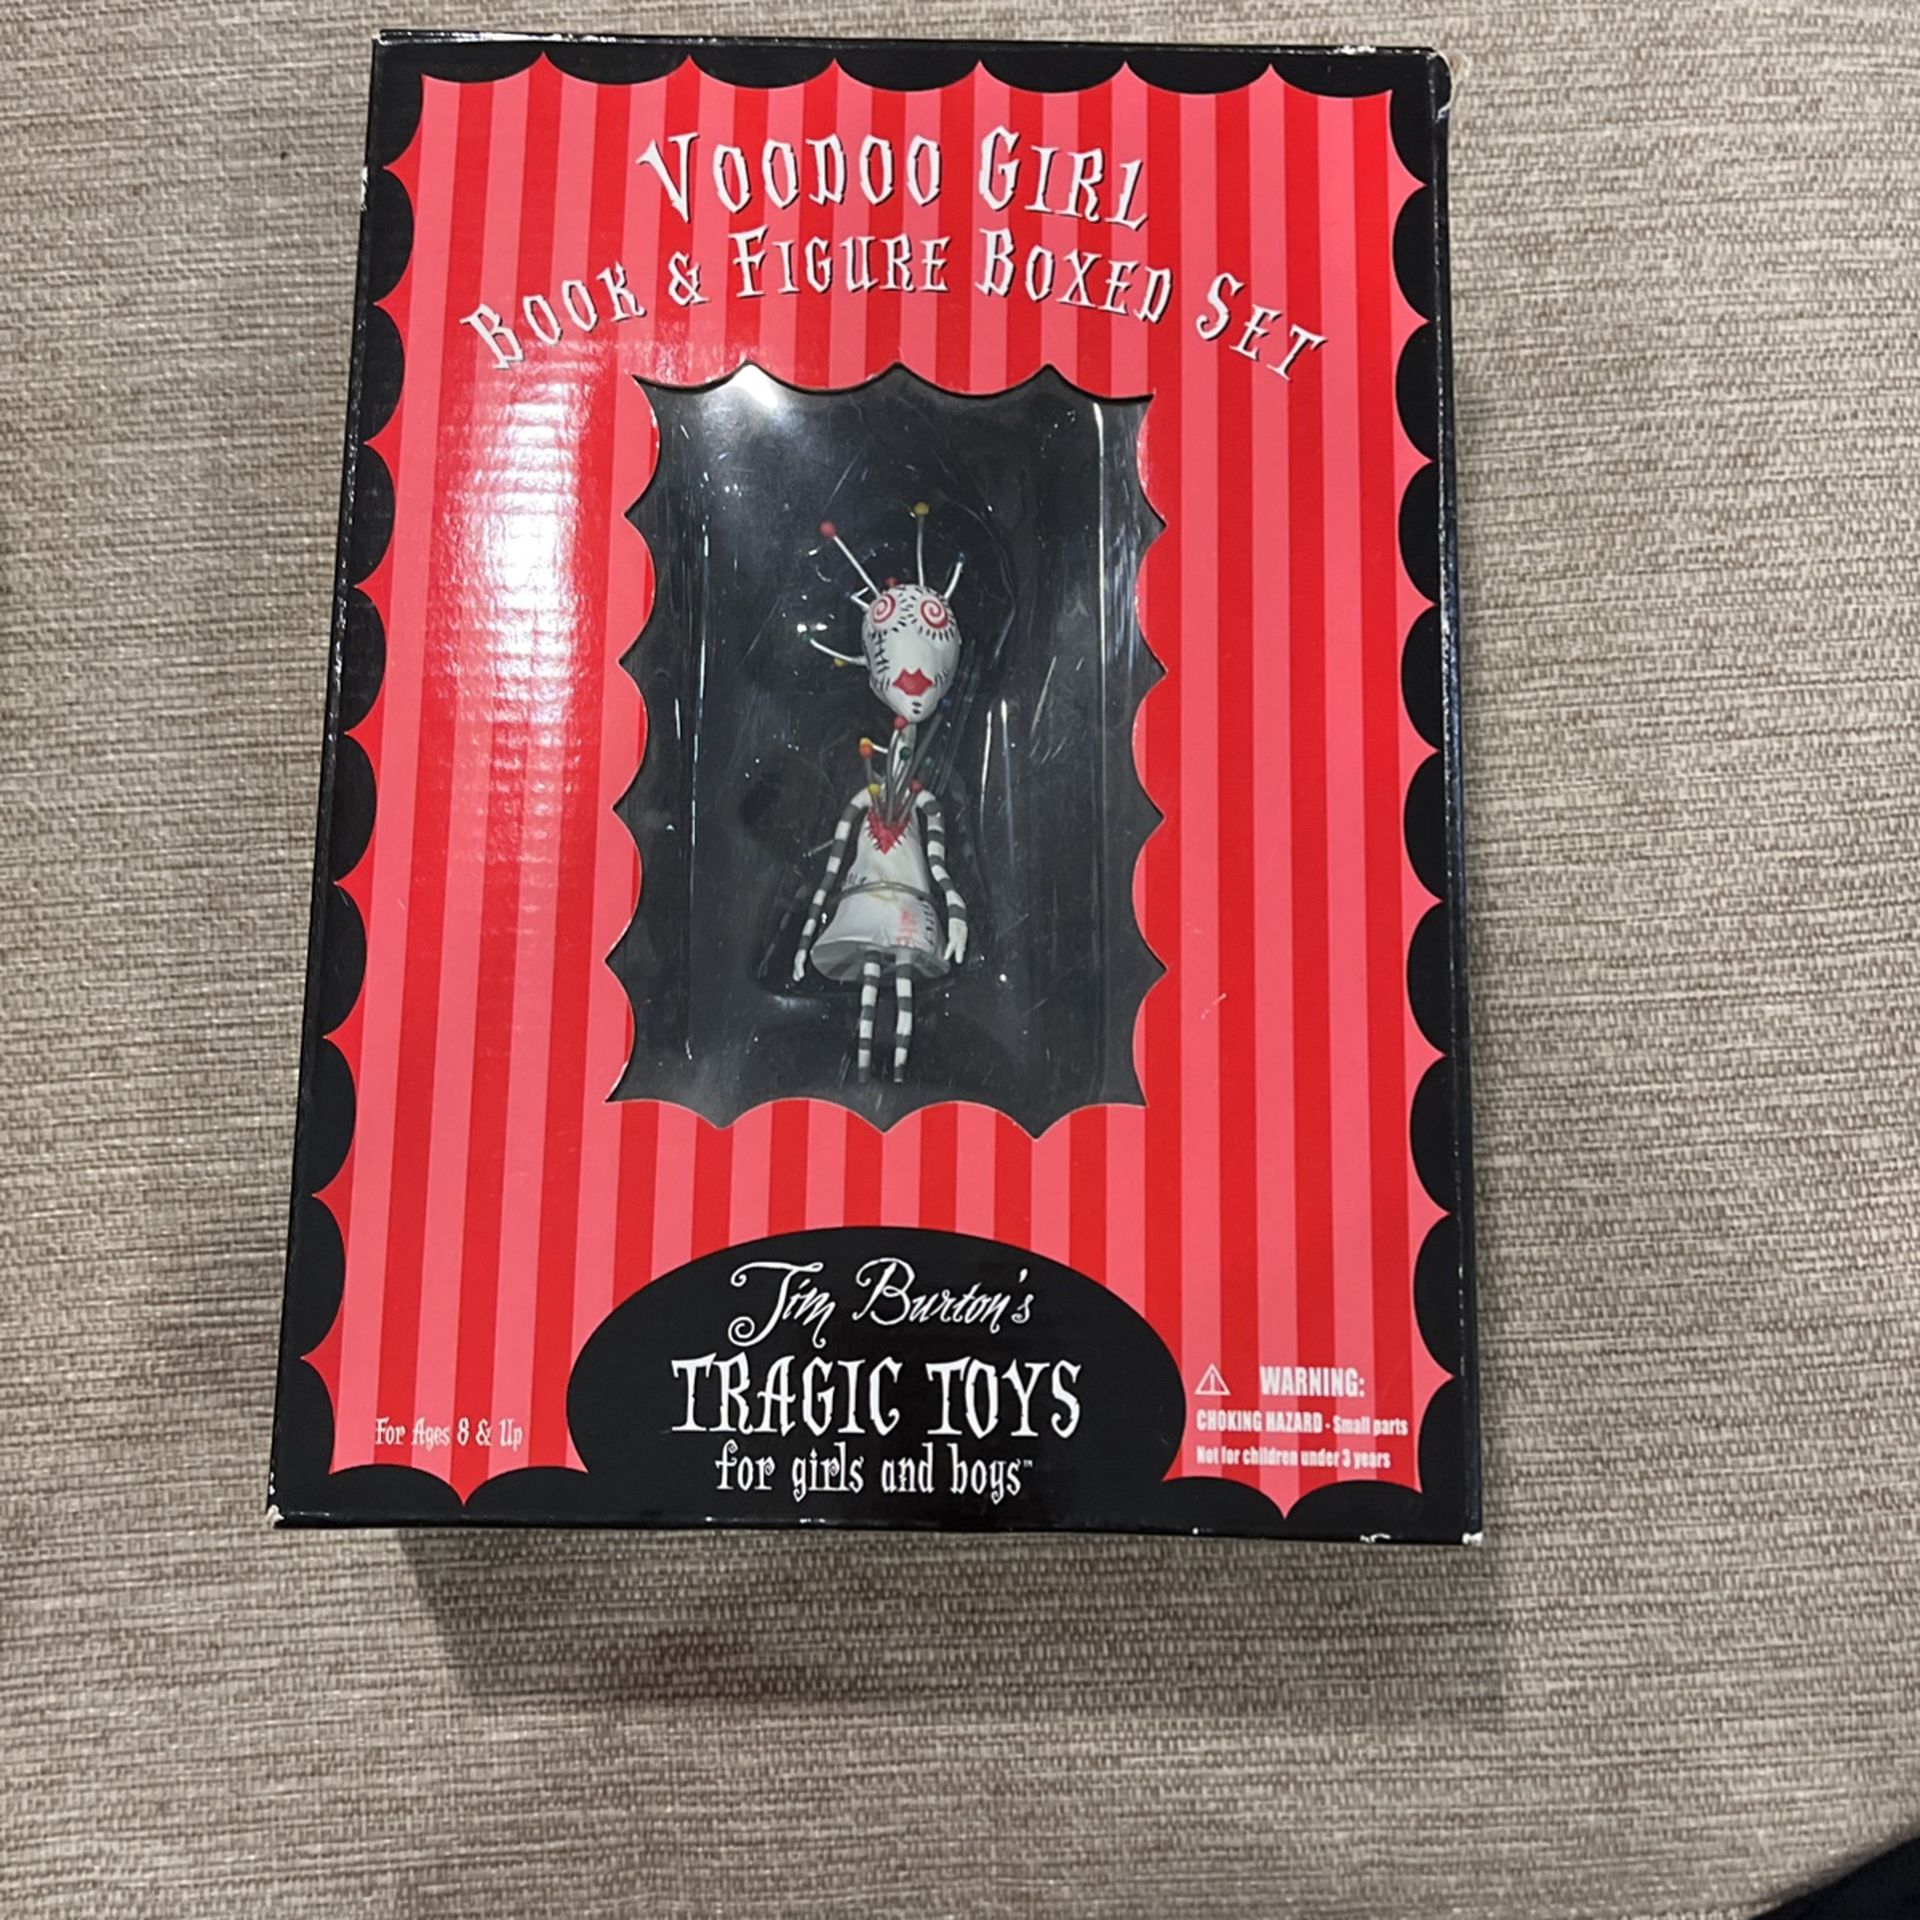 VOODOO GIRL
BOOK & FIGURE BOXED SET
Tim Burton's
TRAGIC TOYS
for girls and boys™
For Ages 8 & Up
WARNING:
CHOKING HAZARD - Small parts
Not for children under 3 years